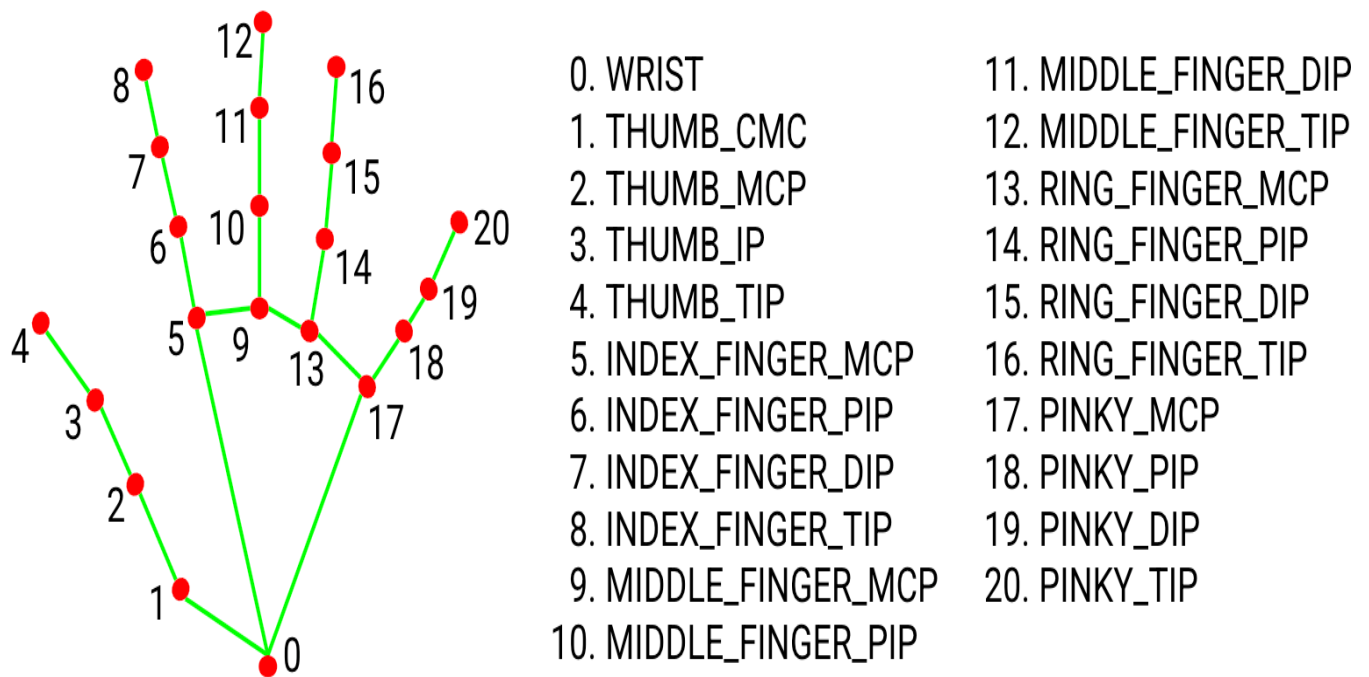 12
8
16
11
7
15
10
20
6
14
19
5
9
4
13
18
3
17
2
1
0
0. WRIST
1. THUMB_CMC
2. THUMB_MCP
3. THUMB_IP
4. THUMB_TIP
5. INDEX_FINGER_MCP
6. INDEX_FINGER_PIP
7. INDEX_FINGER_DIP
8. INDEX_FINGER_TIP
9. MIDDLE_FINGER_MCP
10. MIDDLE_FINGER_PIP
11. MIDDLE_FINGER_DIP
12. MIDDLE_FINGER_TIP
13. RING_FINGER_MCP
14. RING_FINGER_PIP
15. RING_FINGER_DIP
16. RING_FINGER_TIP
17. PINKY_MCP
18. PINKY_PIP
19. PINKY_DIP
20. PINKY_TIP